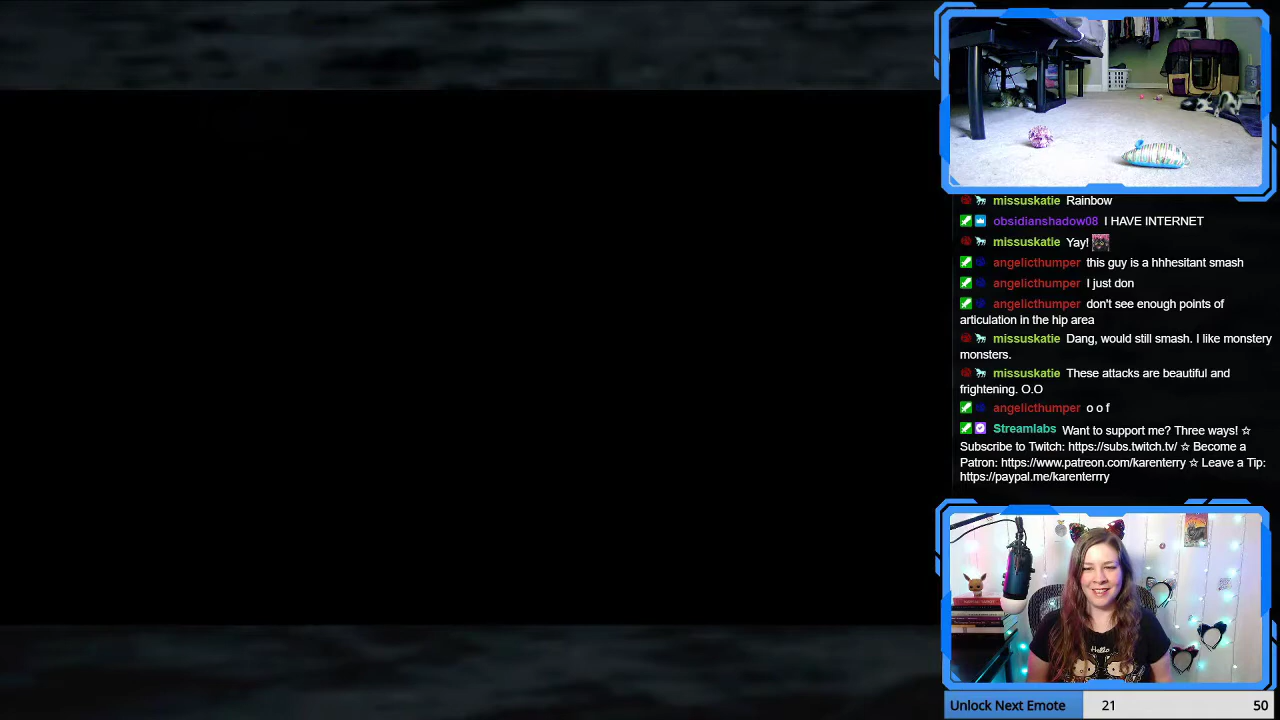 missuskatie Rainbow
obsidianshadow08 I HAVE INTERNET
missuskatie Yay!
angelicthumper this guy is a hhhesitant smash
angelicthumper I just don
angelicthumper don't see enough points of
articulation in the hip area
missuskatie Dang, would still smash. I like monstery
monsters.
missuskatie These attacks are beautiful and
frightening. O.O
angelicthumper o o f
Streamlabs Want to support me? Three ways! ☆
Subscribe to Twitch: https://subs.twitch.tv/ ☆ Become a
Patron: https://www.patreon.com/karenterry ☆ Leave a Tip:
https://paypal.me/karenterrry
Hello
Unlock Next Emote 21 50